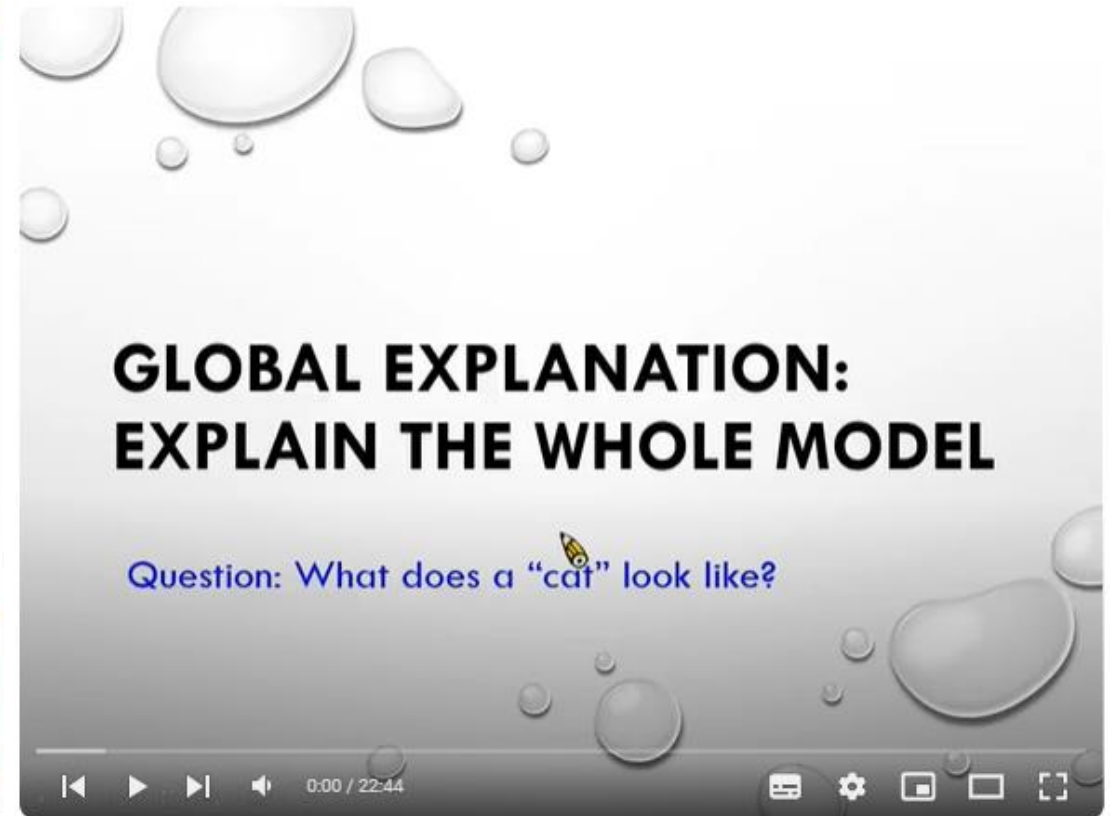 GLOBAL EXPLANATION:
EXPLAIN THE WHOLE MODEL
Question: What does a “cat” look like?
0:00 / 22:44